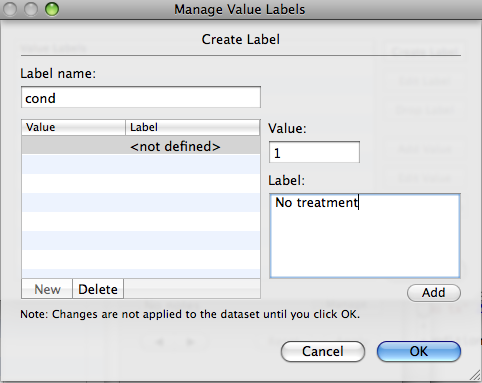 Manage Value Labels
Create Label
Label name:
cond
Value Label
<not defined>
Value:
1
Label:
No treatment
New Delete
Add
Note: Changes are not applied to the dataset until you click OK.
Cancel OK